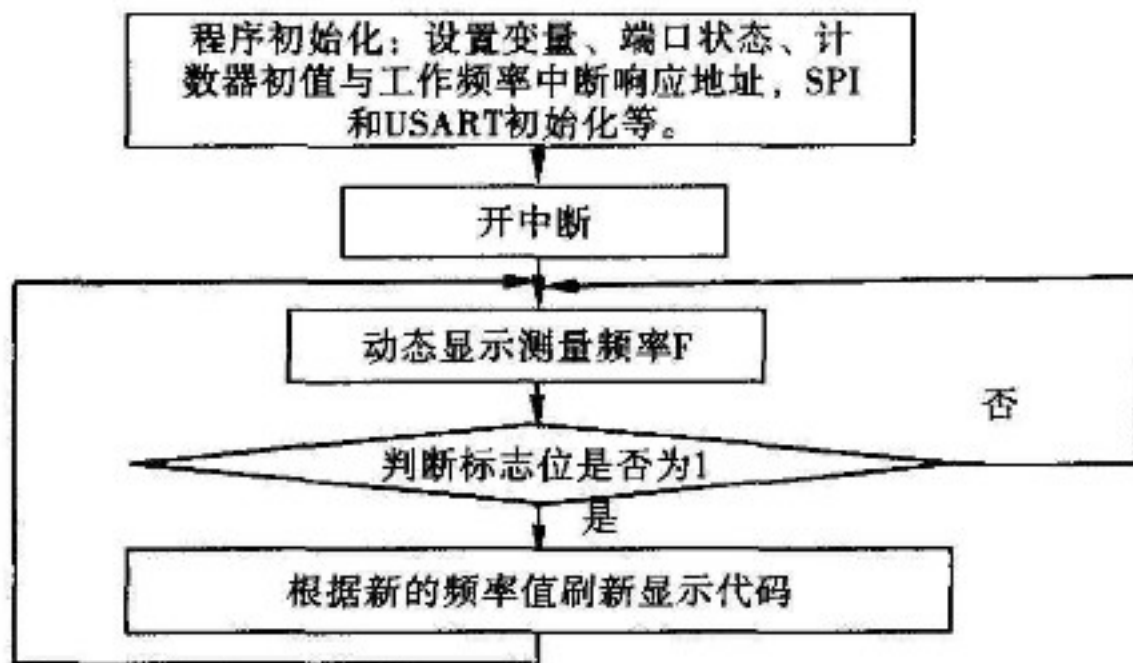 程序初始化：设置变量、端口状态、计
数器初值与工作频率中断响应地址，SPI
和USART初始化等。
开中断
动态显示测量频率F
否
判断标志位是否为1
是
根据新的频率值刷新显示代码